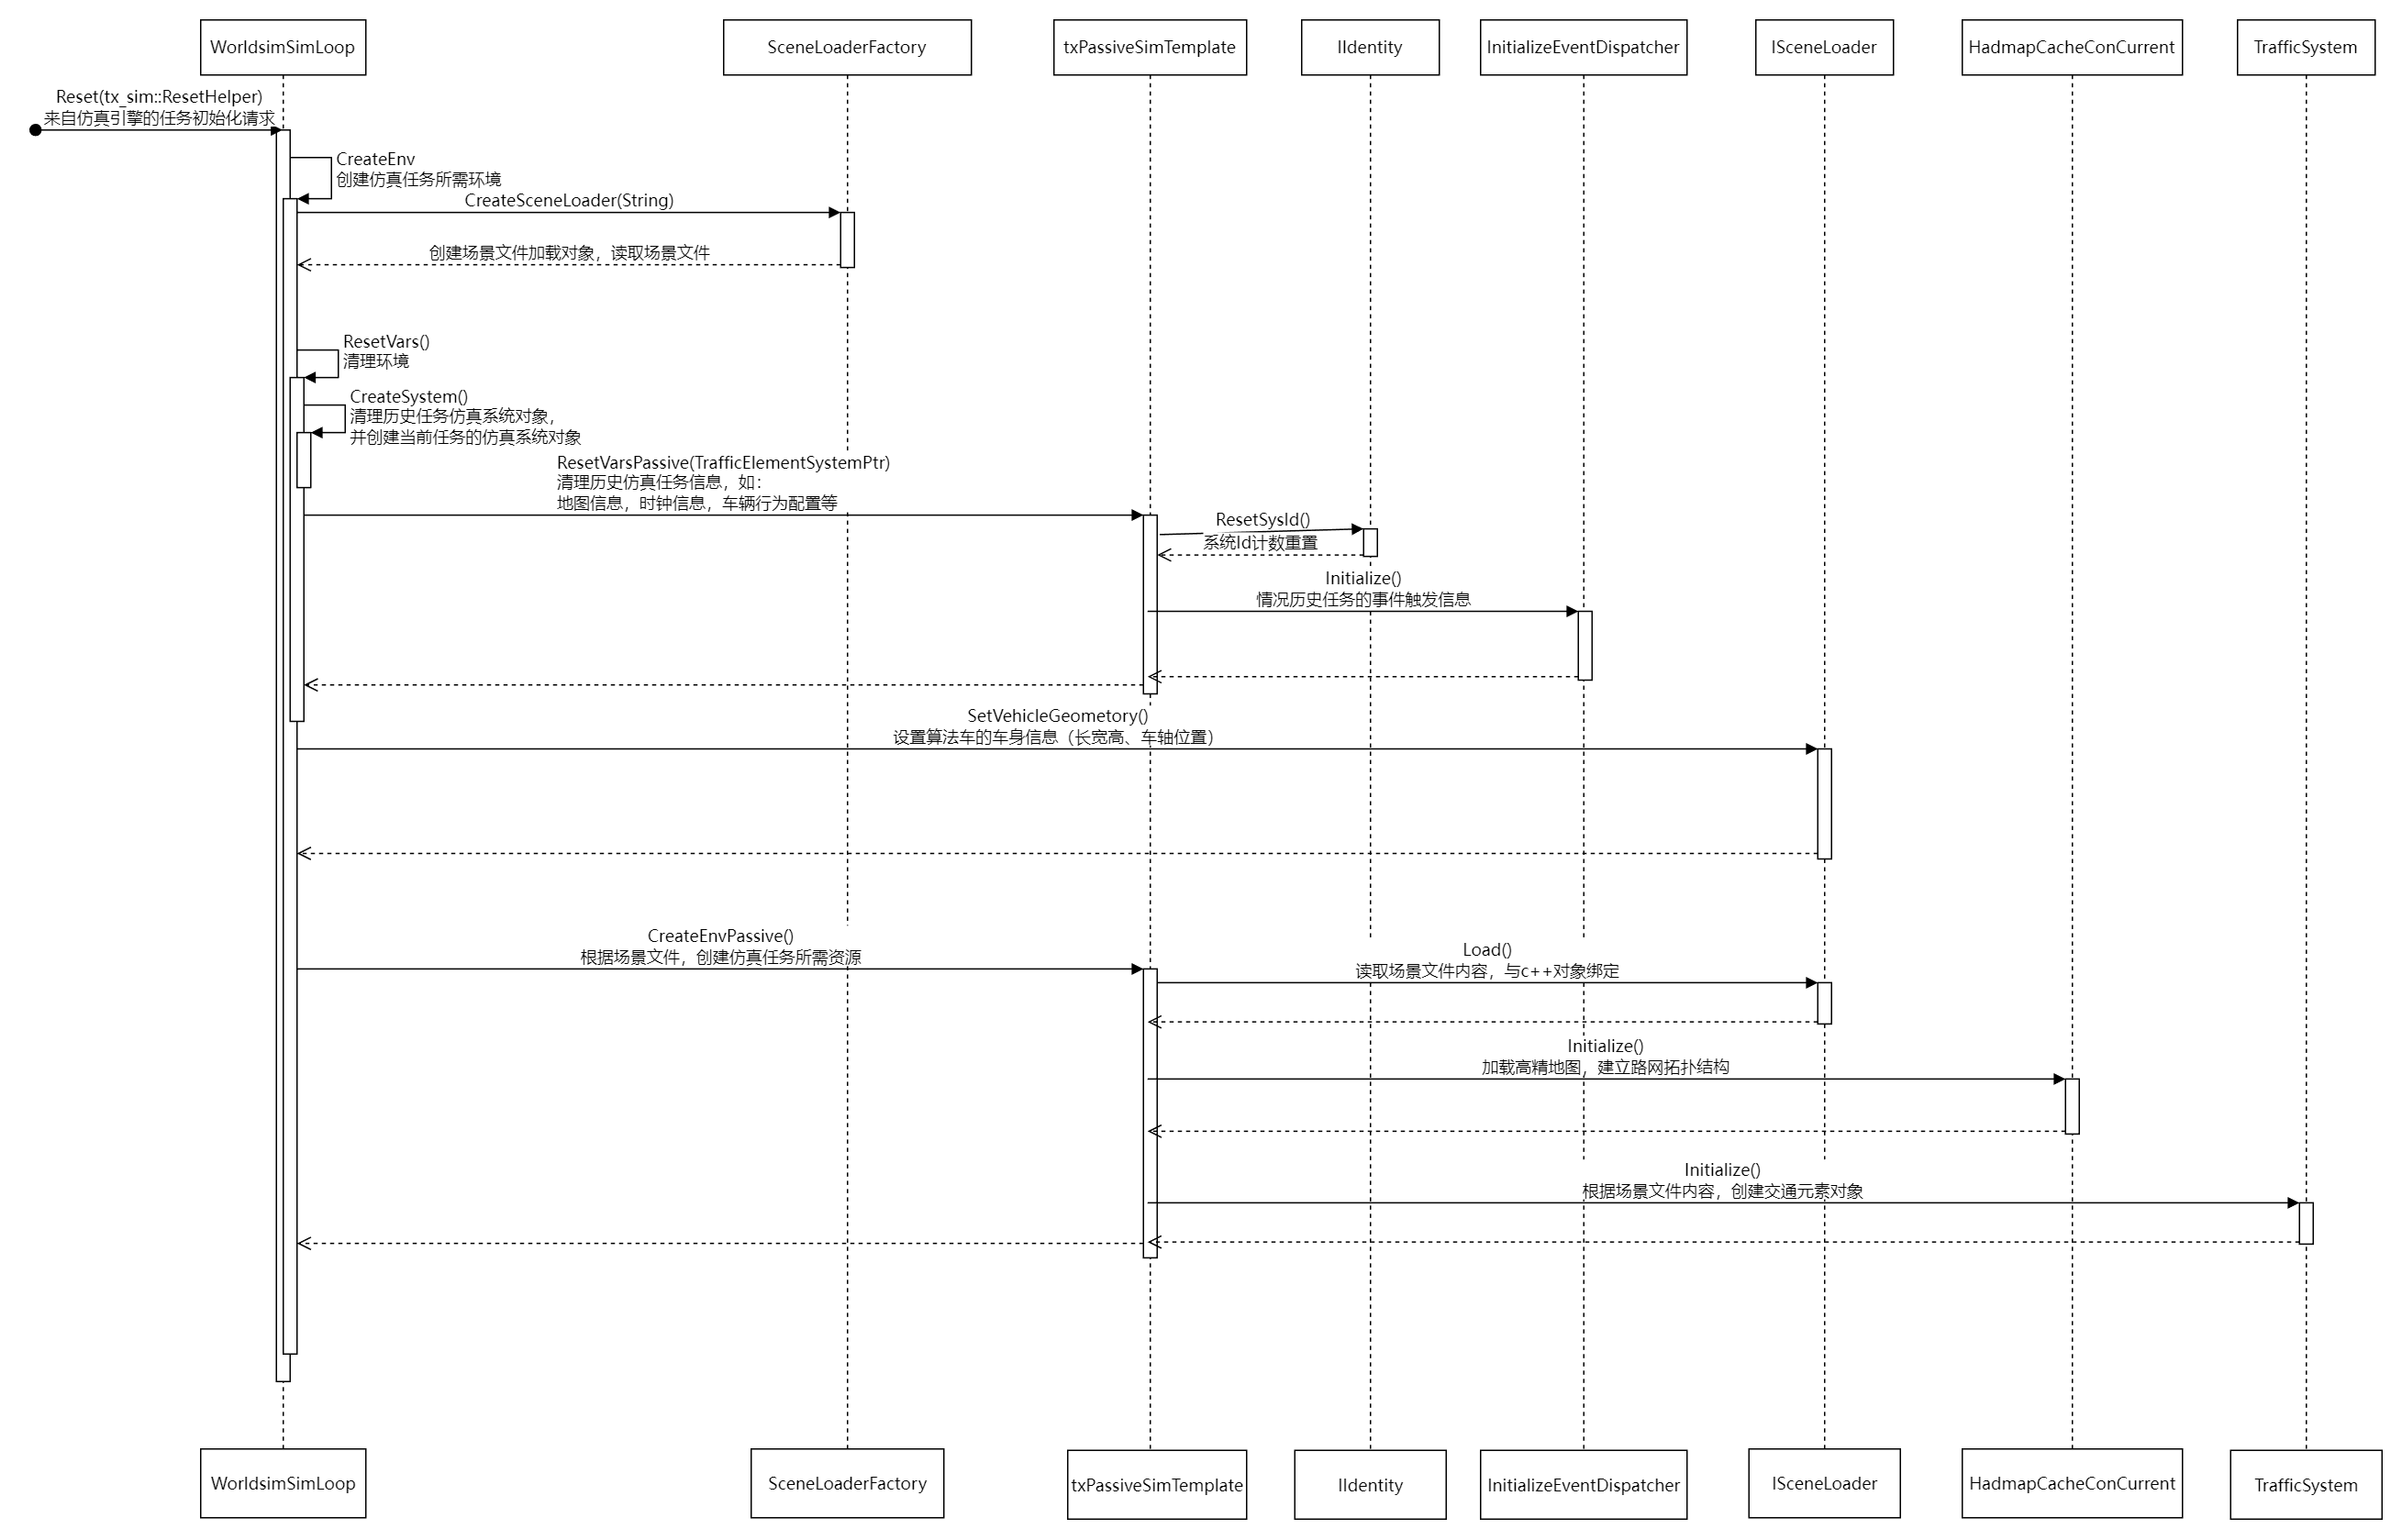 WorldsimSimLoop
SceneLoaderFactory
txPassiveSimTemplate
IIdentity
InitializeEventDispatcher
ISceneLoader
HadmapCacheConCurrent
TrafficSystem
Reset(tx_sim::ResetHelper)
来自仿真引擎的任务初始化请求
CreateEnv
创建仿真任务所需环境
CreateSceneLoader(String)
创建场景文件加载对象，读取场景文件
ResetVars()
清理环境
CreateSystem()
清理历史任务仿真系统对象，
并创建当前任务的仿真系统对象
ResetVarsPassive(TrafficElementSystemPtr)
清理历史仿真任务信息，如：
地图信息，时钟信息，车辆行为配置等
ResetSysId()
系统Id计数重置
Initialize()
情况历史任务的事件触发信息
SetVehicleGeometory()
设置算法车的车身信息（长宽高、车轴位置）
CreateEnvPassive()
根据场景文件，创建仿真任务所需资源
Load()
读取场景文件内容，与c++对象绑定
Initialize()
加载高精地图，建立路网拓扑结构
Initialize()
根据场景文件内容，创建交通元素对象
WorldsimSimLoop
SceneLoaderFactory
txPassiveSimTemplate
IIdentity
InitializeEventDispatcher
ISceneLoader
HadmapCacheConCurrent
TrafficSystem